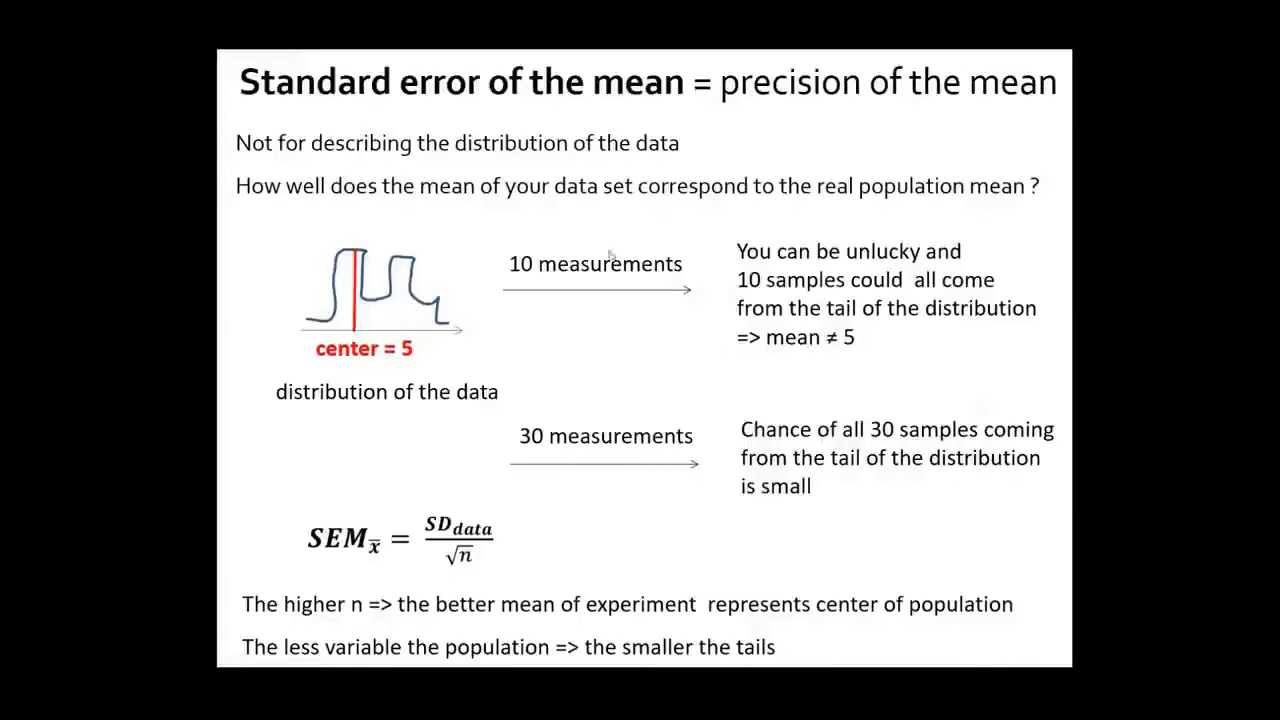 Standard error of the mean = precision of the mean
Not for describing the distribution of the data
How well does the mean of your data set correspond to the real population mean ?
10 measurements
You can be unlucky and
10 samples could all come
from the tail of the distribution
=> mean ≠ 5
center = 5
distribution of the data
30 measurements
Chance of all 30 samples coming
from the tail of the distribution
is small
SEM_x̅ = SD_data / √n
The higher n => the better mean of experiment represents center of population
The less variable the population => the smaller the tails